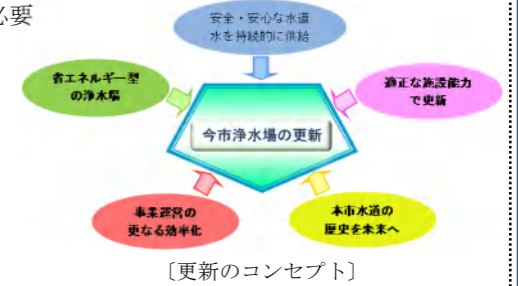 必要
安全・安心な水道
水を持続的に供給
省エネルギー型
の浄水場
適正な施設能力
で更新
今市浄水場の更新
事業運営の
更なる効率化
本市水道の
歴史を未来へ
〔更新のコンセプト〕